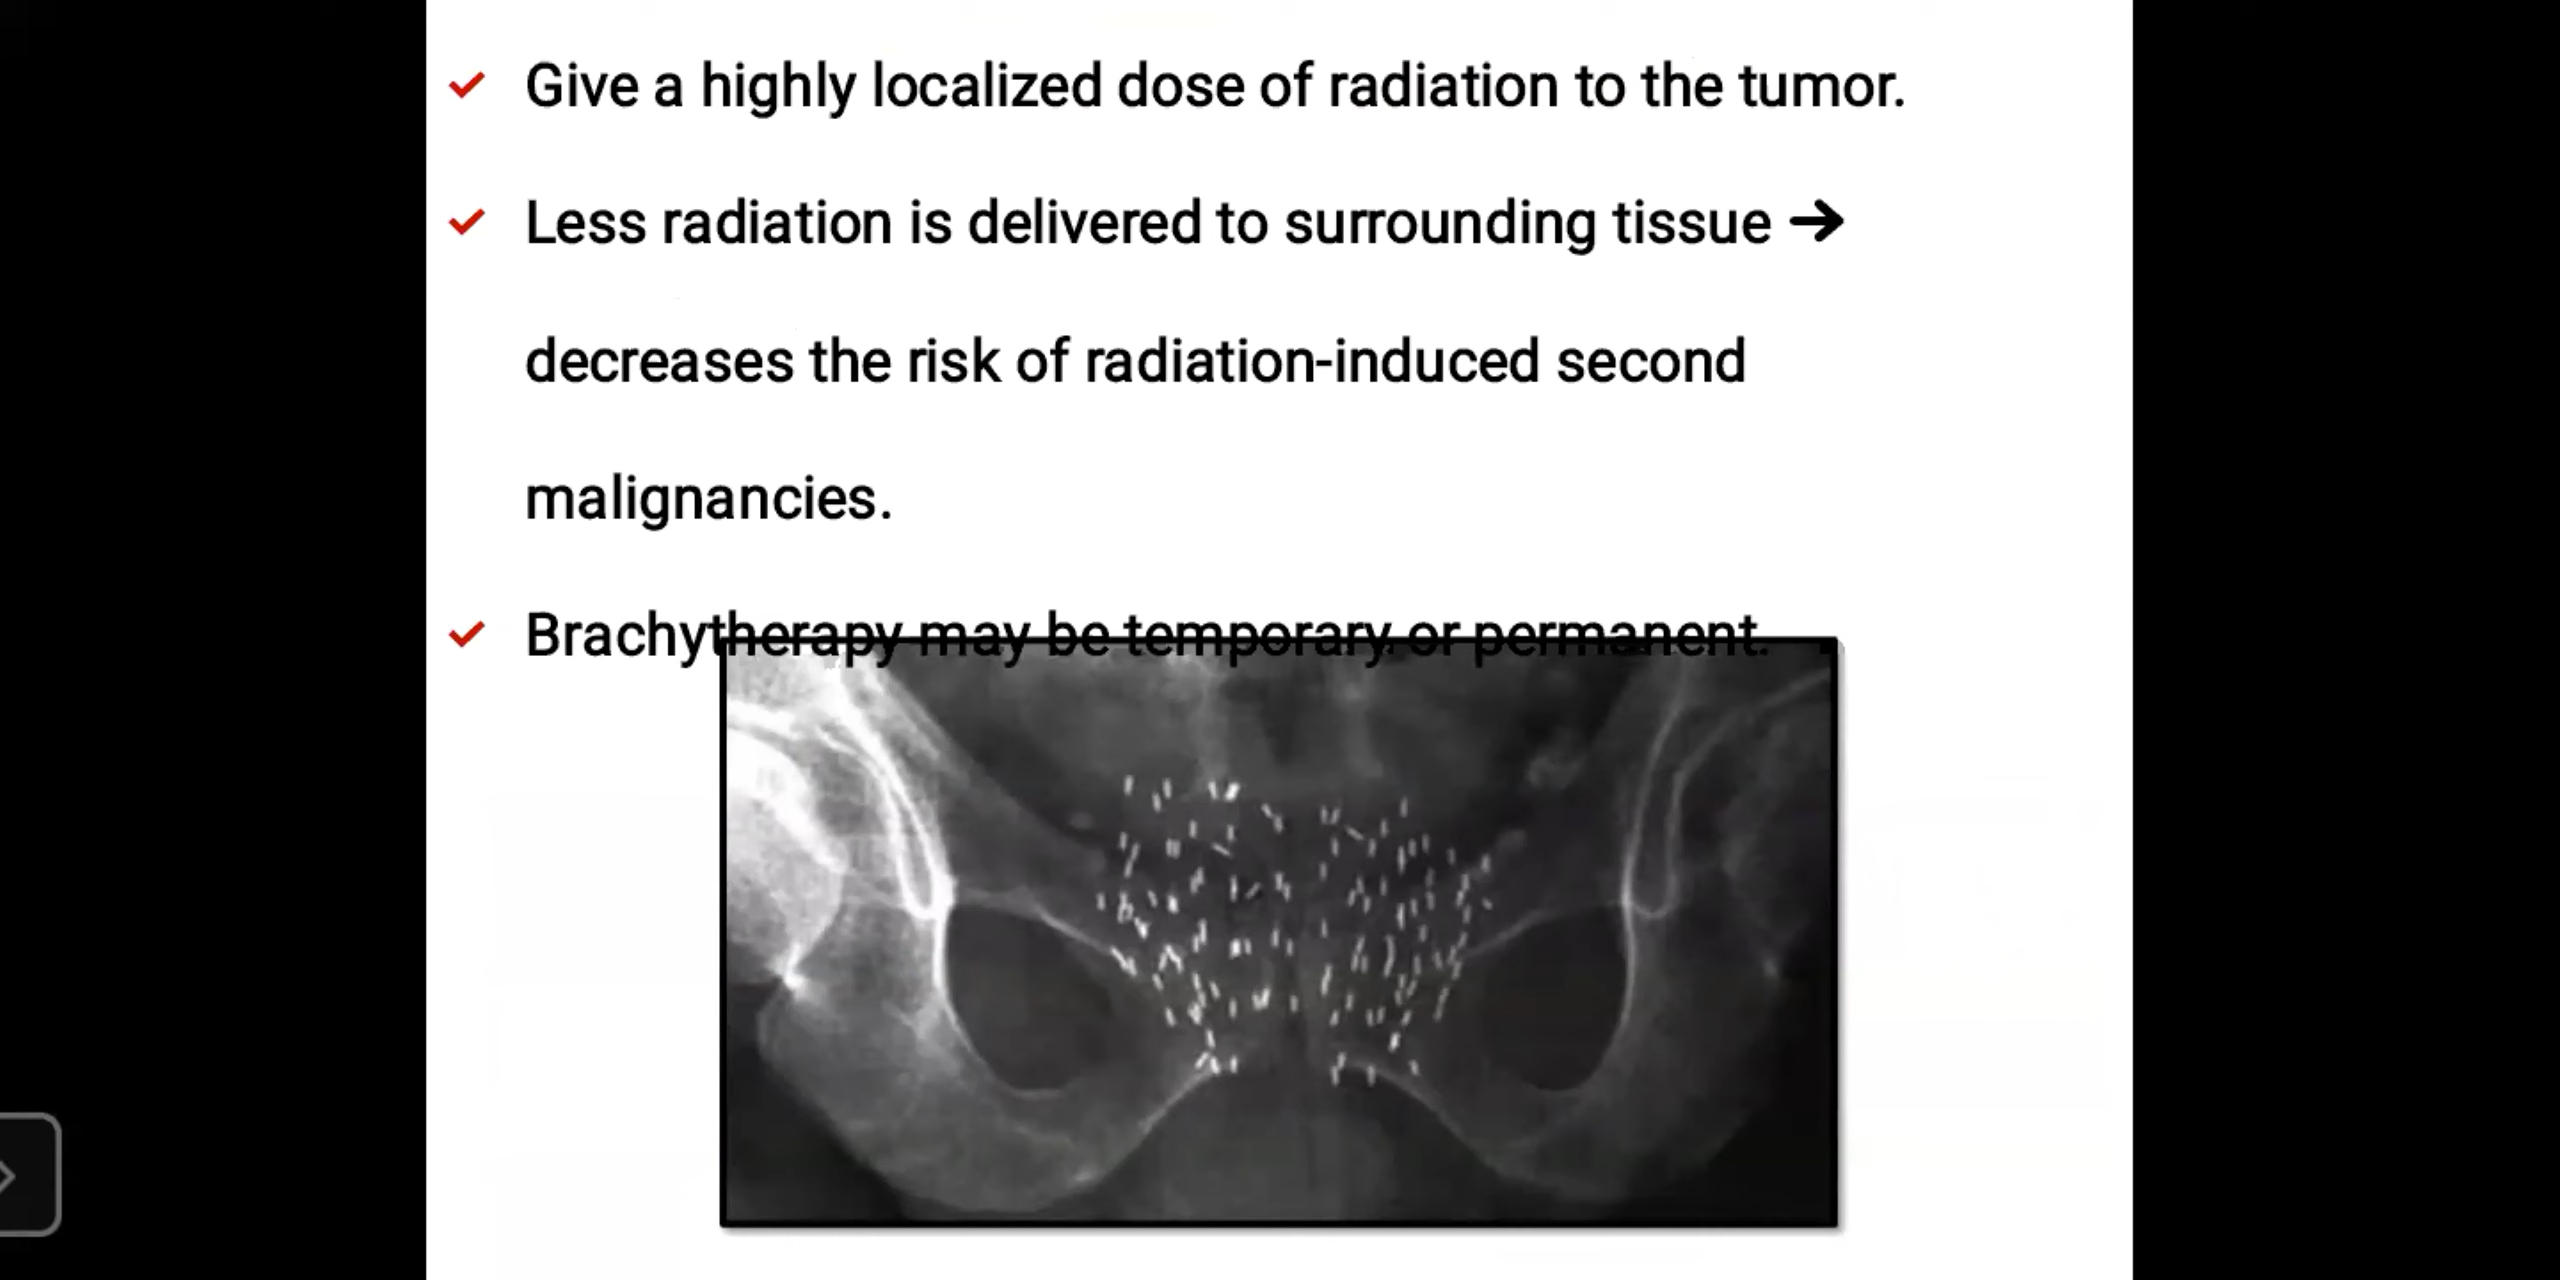 Give a highly localized dose of radiation to the tumor.
Less radiation is delivered to surrounding tissue →
decreases the risk of radiation-induced second
malignancies.
Brachytherapy may be temporary or permanent.